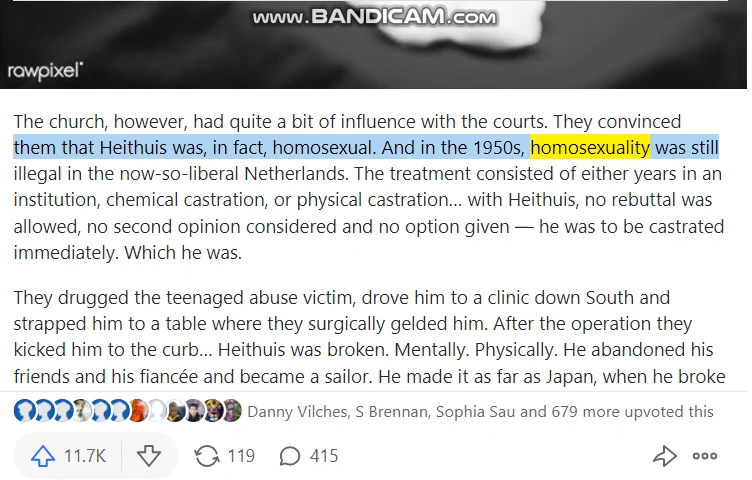 www.BANDICAM.com
rawpixel
The church, however, had quite a bit of influence with the courts. They convinced
them that Heithuis was, in fact, homosexual. And in the 1950s, homosexuality was still
illegal in the now-so-liberal Netherlands. The treatment consisted of either years in an
institution, chemical castration, or physical castration… with Heithuis, no rebuttal was
allowed, no second opinion considered and no option given — he was to be castrated
immediately. Which he was.
They drugged the teenaged abuse victim, drove him to a clinic down South and
strapped him to a table where they surgically gelded him. After the operation they
kicked him to the curb… Heithuis was broken. Mentally. Physically. He abandoned his
friends and his fiancée and became a sailor. He made it as far as Japan, when he broke
Danny Vilches, S Brennan, Sophia Sau and 679 more upvoted this
11.7K 119 415